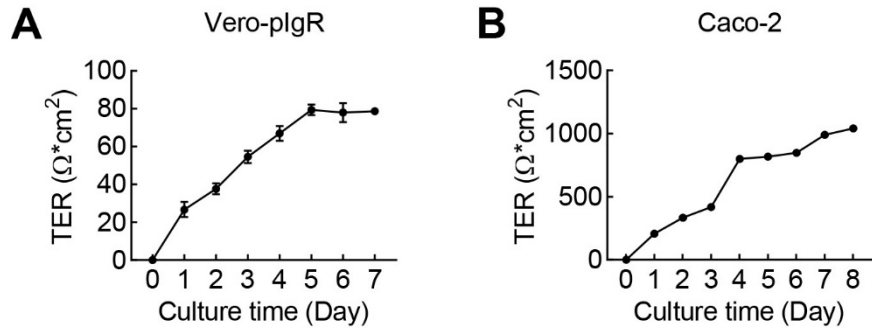 A
Vero-pIgR
100
80
60
40
20
0
TER (Ω*cm²)
0 1 2 3 4 5 6 7
Culture time (Day)
B
Caco-2
1500
1000
500
0
TER (Ω*cm²)
0 1 2 3 4 5 6 7 8
Culture time (Day)